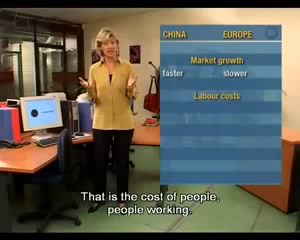 CHINA EUROPE
Market growth
faster slower
Labour costs
That is the cost of people,
people working.